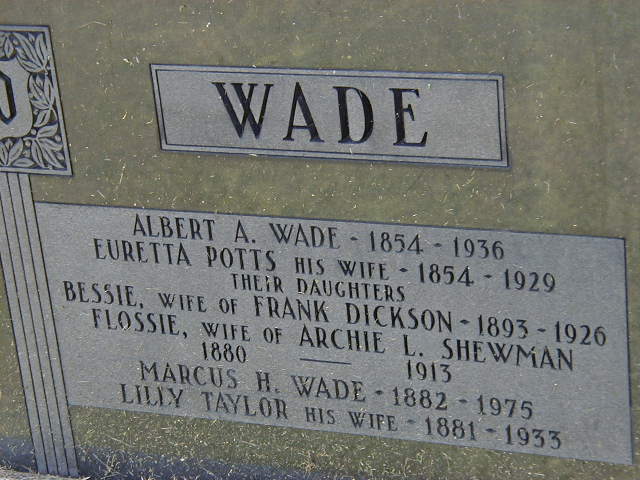 WADE
ALBERT A. WADE - 1854 - 1936
EURETTA POTTS HIS WIFE - 1854 - 1929
THEIR DAUGHTERS
BESSIE, WIFE OF FRANK DICKSON - 1893 - 1926
FLOSSIE, WIFE OF ARCHIE L. SHEWMAN
1880 — 1913
MARCUS H. WADE - 1882 - 1975
LILLY TAYLOR HIS WIFE - 1881 - 1933